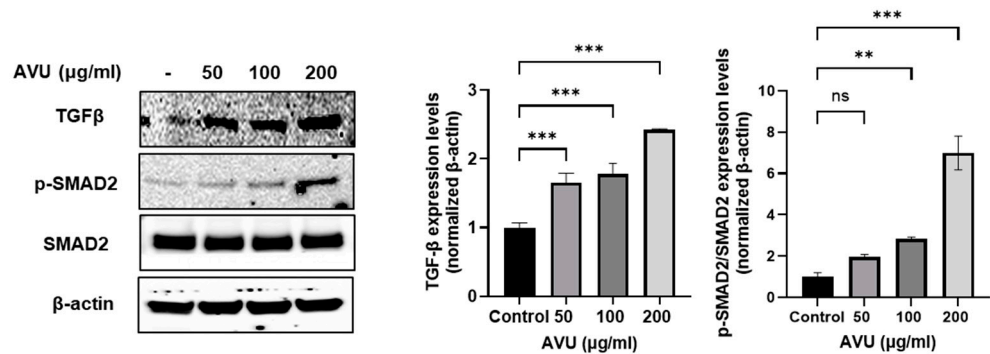 AVU (μg/ml) - 50 100 200
TGFβ
p-SMAD2
SMAD2
β-actin
TGF-β expression levels
(normalized β-actin)
***
***
***
3
2
1
0
Control 50 100 200
AVU (μg/ml)
p-SMAD2/SMAD2 expression levels
(normalized β-actin)
***
**
ns
10
8
6
4
2
0
Control 50 100 200
AVU (μg/ml)